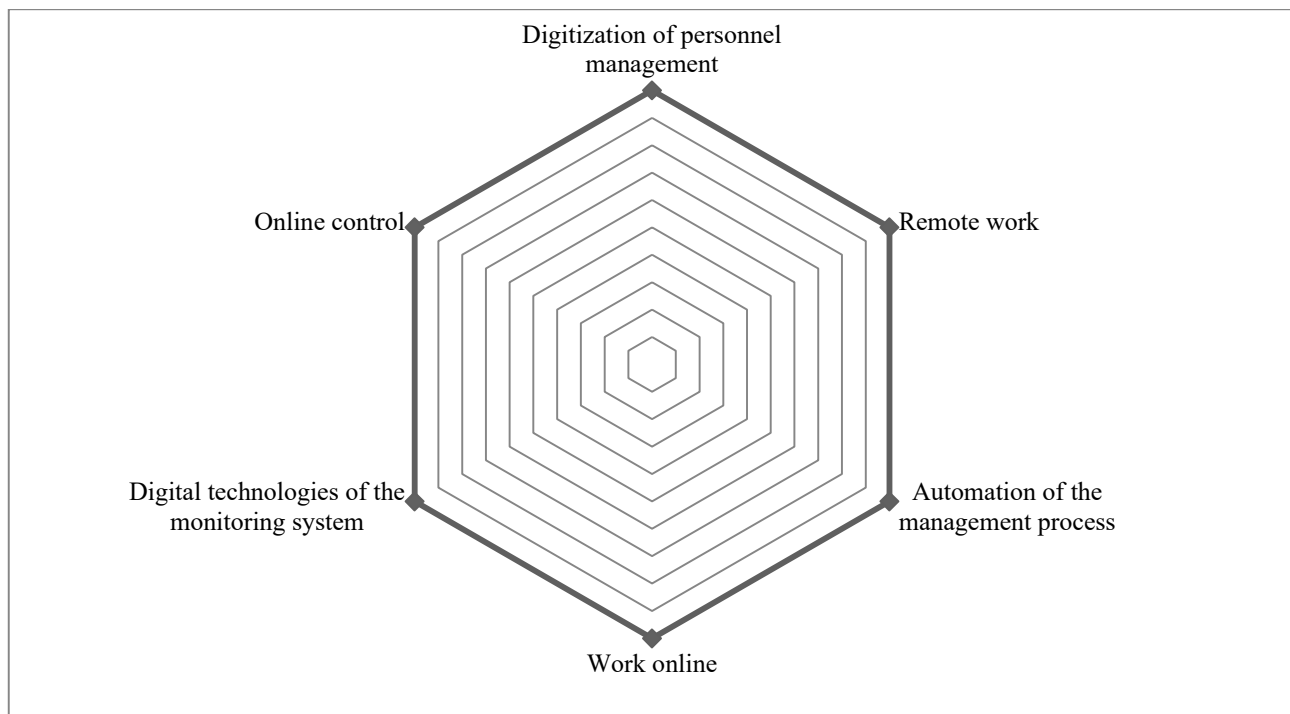 Digitization of personnel
management
Online control
Remote work
Digital technologies of the
monitoring system
Automation of the
management process
Work online